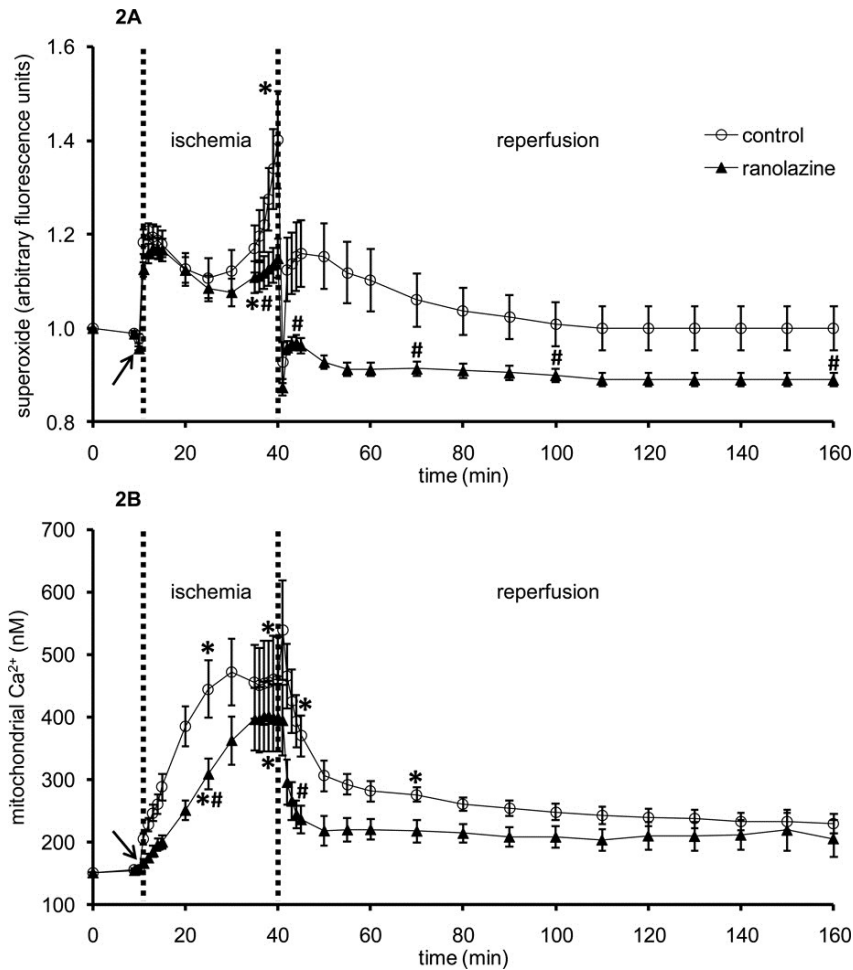 2A
superoxide (arbitrary fluorescence units)
1.6
1.4
1.2
1.0
0.8
ischemia
reperfusion
control
ranolazine
*
*#
#
#
#
#
0 20 40 60 80 100 120 140 160
time (min)
2B
mitochondrial Ca²⁺ (nM)
700
600
500
400
300
200
100
ischemia
reperfusion
*
*
*
*
*#
*
#
0 20 40 60 80 100 120 140 160
time (min)